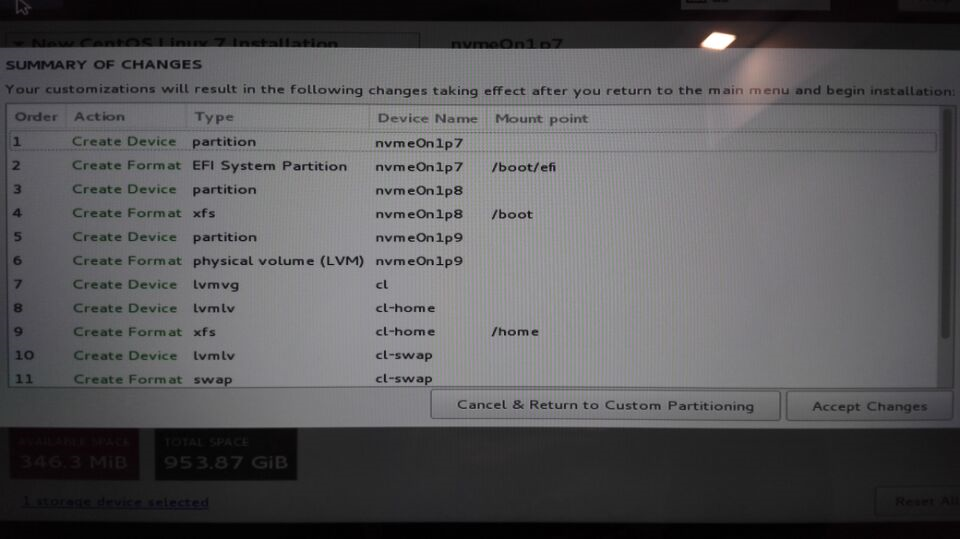 New CentOS Linux 7 Installation
nvme0n1p7
SUMMARY OF CHANGES
Your customizations will result in the following changes taking effect after you return to the main menu and begin installation:
Order Action Type Device Name Mount point
1 Create Device partition nvme0n1p7
2 Create Format EFI System Partition nvme0n1p7 /boot/efi
3 Create Device partition nvme0n1p8
4 Create Format xfs nvme0n1p8 /boot
5 Create Device partition nvme0n1p9
6 Create Format physical volume (LVM) nvme0n1p9
7 Create Device lvmvg cl
8 Create Device lvmlv cl-home
9 Create Format xfs cl-home /home
10 Create Device lvmlv cl-swap
11 Create Format swap cl-swap
Cancel & Return to Custom Partitioning Accept Changes
AVAILABLE SPACE TOTAL SPACE
346.3 MiB 953.87 GiB
1 storage device selected
Reset